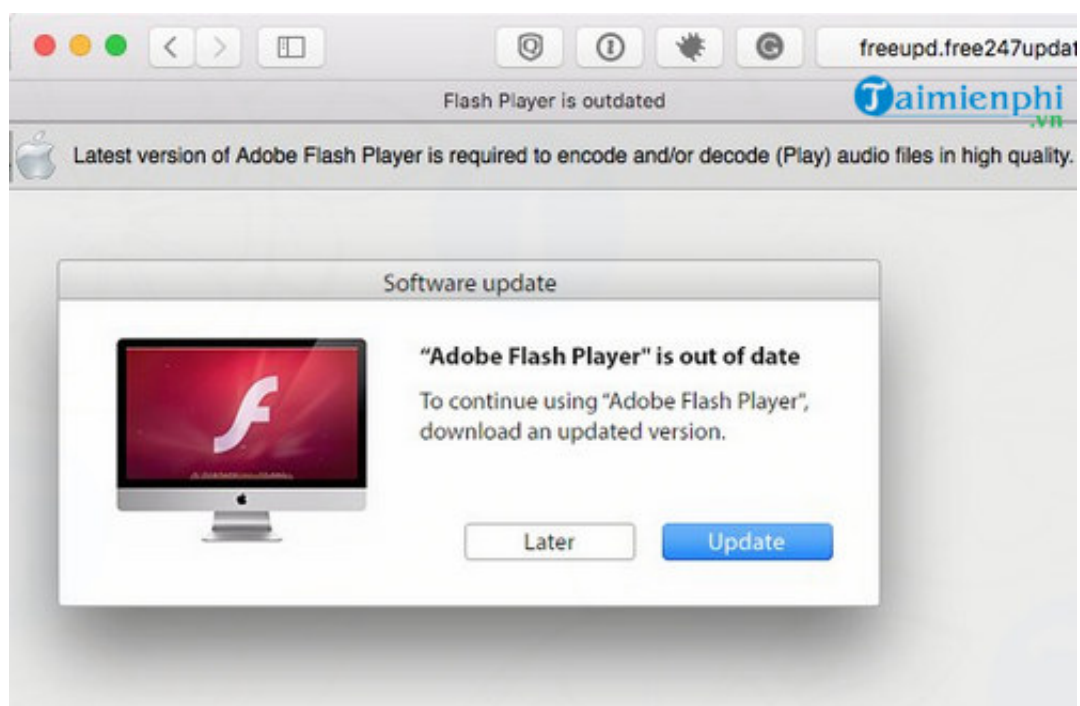 freeupd.free247updat
Flash Player is outdated
Taimienphi
.vn
Latest version of Adobe Flash Player is required to encode and/or decode (Play) audio files in high quality.
Software update
“Adobe Flash Player" is out of date
To continue using “Adobe Flash Player”,
download an updated version.
Later
Update